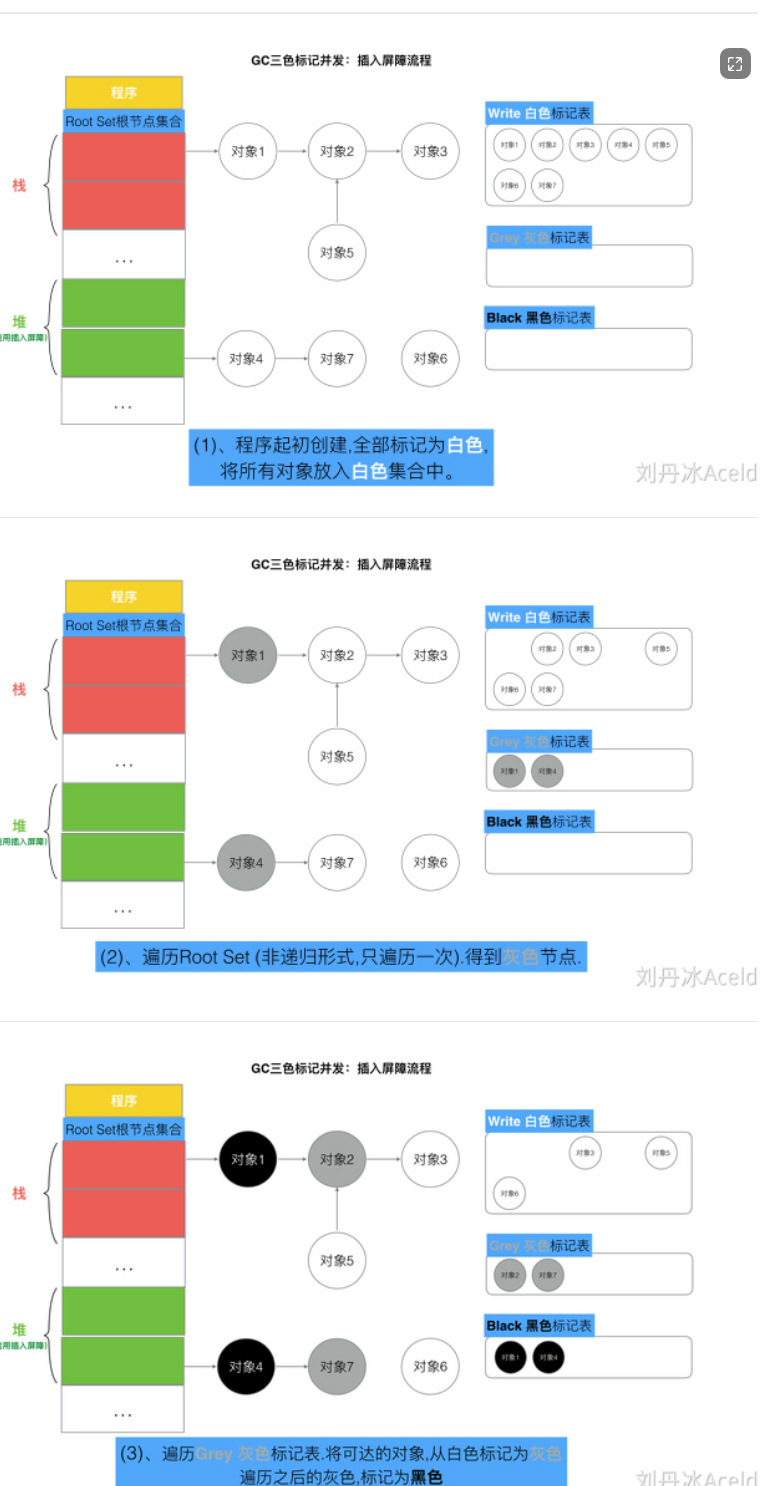 GC三色标记并发：插入屏障流程
程序
Root Set根节点集合
栈
...
堆
用插入屏障)
...
对象1
对象2
对象3
对象5
对象4
对象7
对象6
Write 白色标记表
对象1 对象2 对象3 对象4 对象5
对象6 对象7
Grey 灰色标记表
Black 黑色标记表
(1)、程序起初创建,全部标记为白色,
将所有对象放入白色集合中。
刘丹冰Aceld
GC三色标记并发：插入屏障流程
程序
Root Set根节点集合
栈
...
堆
用插入屏障)
...
对象1
对象2
对象3
对象5
对象4
对象7
对象6
Write 白色标记表
对象2 对象3 对象5
对象6 对象7
Grey 灰色标记表
对象1 对象4
Black 黑色标记表
(2)、遍历Root Set (非递归形式,只遍历一次).得到灰色节点.
刘丹冰Aceld
GC三色标记并发：插入屏障流程
程序
Root Set根节点集合
栈
...
堆
用插入屏障)
...
对象1
对象2
对象3
对象5
对象4
对象7
对象6
Write 白色标记表
对象3 对象5
对象6
Grey 灰色标记表
对象2 对象7
Black 黑色标记表
对象1 对象4
(3)、遍历Grey 灰色标记表.将可达的对象,从白色标记为灰色
遍历之后的灰色,标记为黑色
刘丹冰Aceld